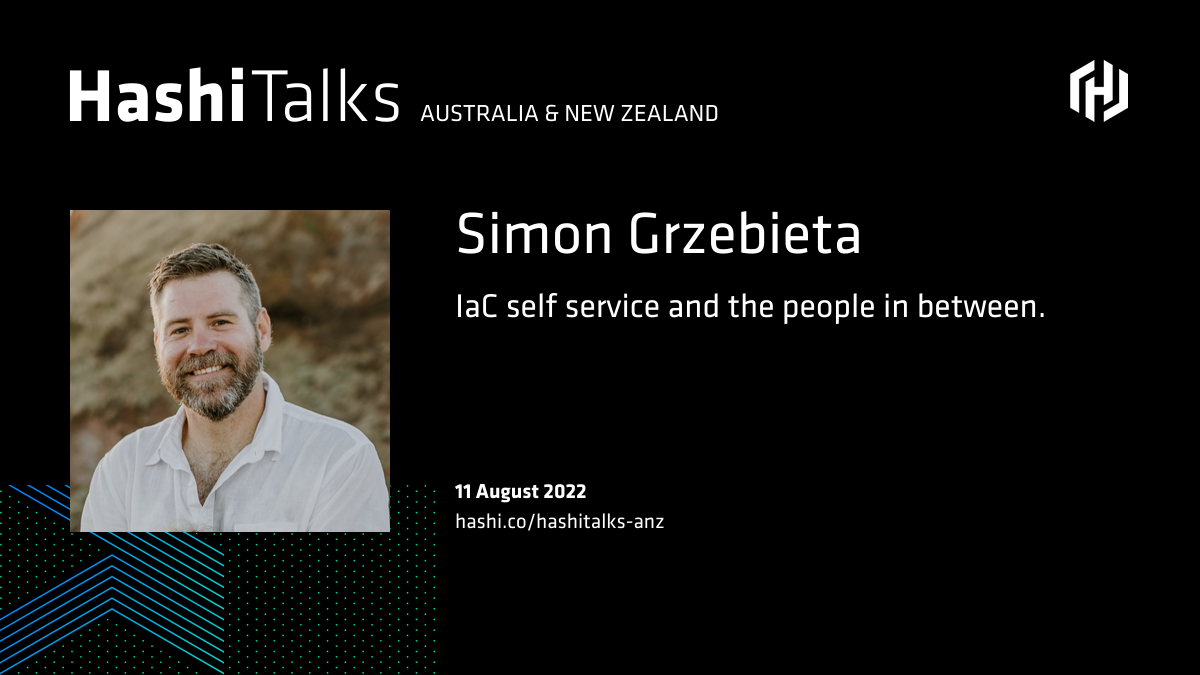 HashiTalks AUSTRALIA & NEW ZEALAND
Simon Grzebieta
IaC self service and the people in between.
11 August 2022
hashi.co/hashitalks-anz